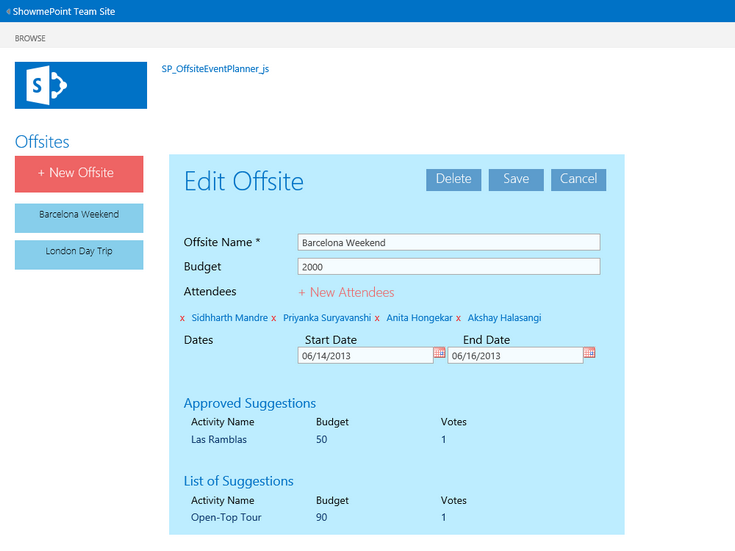 ShowmePoint Team Site
BROWSE
S
SP_OffsiteEventPlanner_js
Offsites
+ New Offsite
Barcelona Weekend
London Day Trip
Edit Offsite
Delete Save Cancel
Offsite Name * Barcelona Weekend
Budget 2000
Attendees + New Attendees
x Sidhharth Mandre x Priyanka Suryavanshi x Anita Hongekar x Akshay Halasangi
Dates Start Date End Date
06/14/2013 06/16/2013
Approved Suggestions
Activity Name Budget Votes
Las Ramblas 50 1
List of Suggestions
Activity Name Budget Votes
Open-Top Tour 90 1